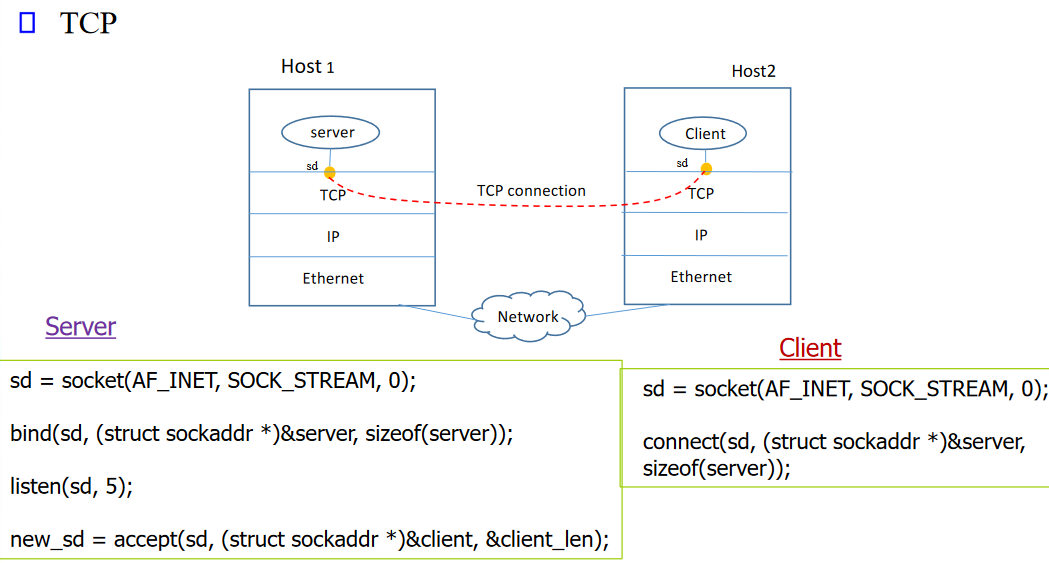 TCP
Host 1
Host2
server
Client
sd
sd
TCP connection
TCP
TCP
IP
IP
Ethernet
Ethernet
Network
Server
sd = socket(AF_INET, SOCK_STREAM, 0);
bind(sd, (struct sockaddr *)&server, sizeof(server));
listen(sd, 5);
new_sd = accept(sd, (struct sockaddr *)&client, &client_len);
Client
sd = socket(AF_INET, SOCK_STREAM, 0);
connect(sd, (struct sockaddr *)&server,
sizeof(server));